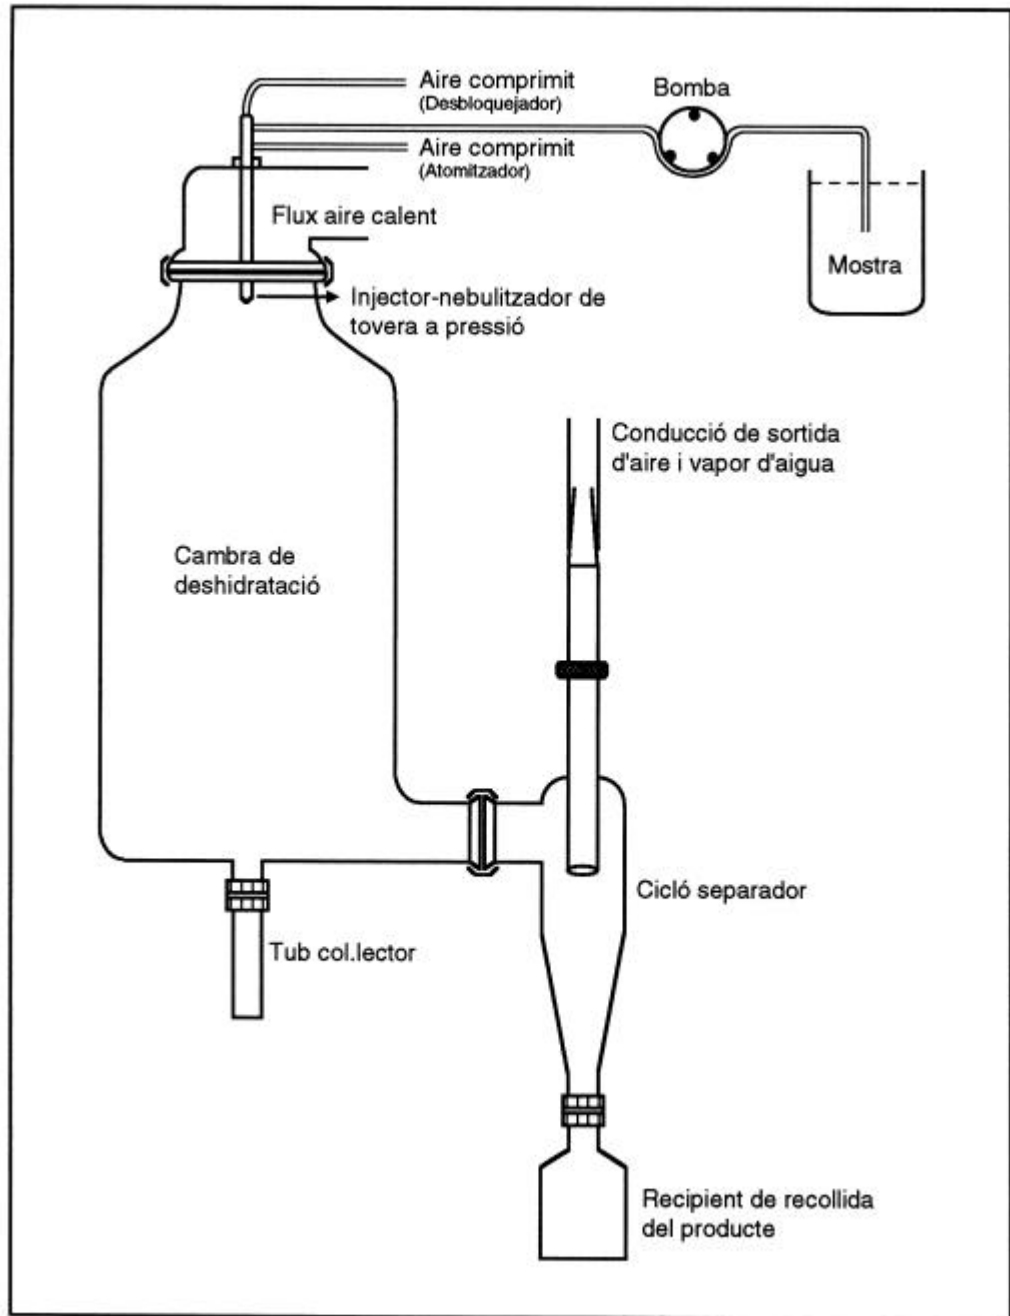 Aire comprimit
(Desbloquejador)
Bomba
Aire comprimit
(Atomitzador)
Flux aire calent
Mostra
Injector-nebulitzador de
tovera a pressió
Conducció de sortida
d'aire i vapor d'aigua
Cambra de
deshidratació
Cicló separador
Tub col.lector
Recipient de recollida
del producte